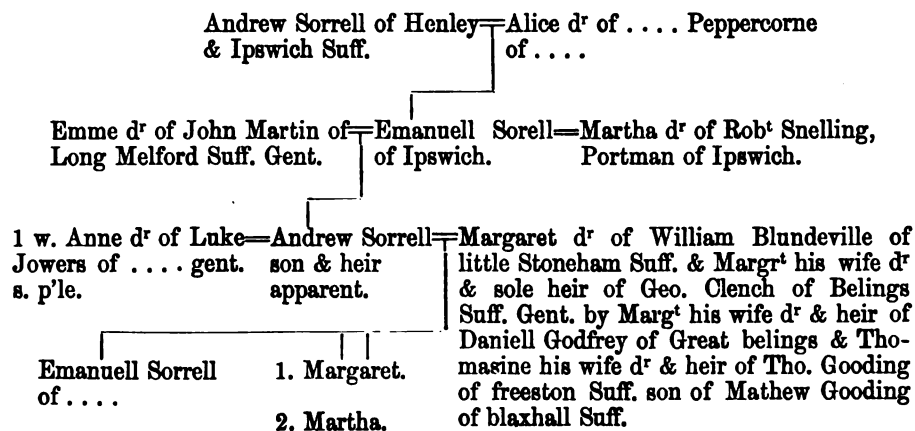 Andrew Sorrell of Henley=Alice dʳ of .... Peppercorne
& Ipswich Suff.
of ....
Emme dʳ of John Martin of=Emanuell Sorell=Martha dʳ of Robᵗ Snelling,
Long Melford Suff. Gent.
of Ipswich.
Portman of Ipswich.
1 w. Anne dʳ of Luke=Andrew Sorrell=Margaret dʳ of William Blundeville of
Jowers of .... gent.
s. p'le.
son & heir
apparent.
little Stoneham Suff. & Margrᵗ his wife dʳ
& sole heir of Geo. Clench of Belings
Suff. Gent. by Margᵗ his wife dʳ & heir of
Daniell Godfrey of Great belings & Tho-
masine his wife dʳ & heir of Tho. Gooding
of freeston Suff. son of Mathew Gooding
of blaxhall Suff.
Emanuell Sorrell
of ....
1. Margaret.
2. Martha.